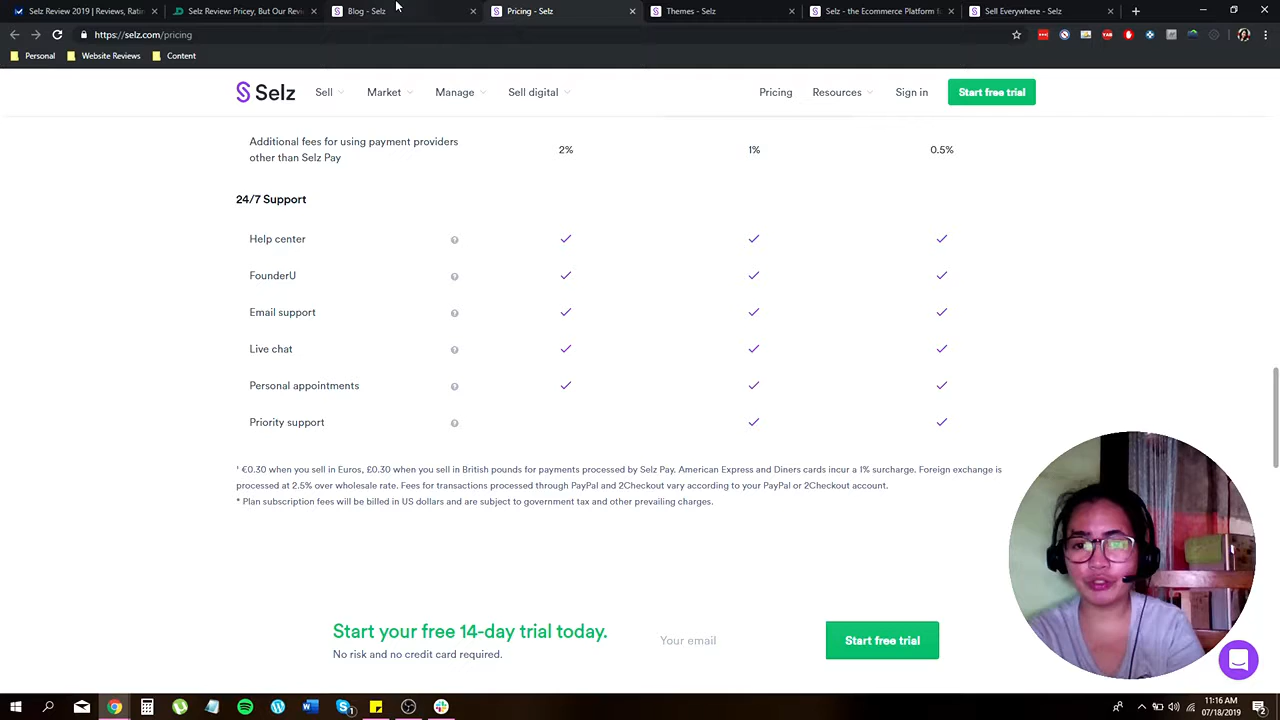 Selz Review 2019 | Reviews, Ratin
Selz Review: Pricey, But Our Revi
Blog - Selz
Pricing - Selz
Themes - Selz
Selz - the Ecommerce Platform f
Sell Everywhere - Selz
https://selz.com/pricing
Personal
Website Reviews
Content
Selz
Sell
Market
Manage
Sell digital
Pricing
Resources
Sign in
Start free trial
Additional fees for using payment providers
other than Selz Pay
2%
1%
0.5%
24/7 Support
Help center
FounderU
Email support
Live chat
Personal appointments
Priority support
¹ €0.30 when you sell in Euros, £0.30 when you sell in British pounds for payments processed by Selz Pay. American Express and Diners cards incur a 1% surcharge. Foreign exchange is
processed at 2.5% over wholesale rate. Fees for transactions processed through PayPal and 2Checkout vary according to your PayPal or 2Checkout account.
* Plan subscription fees will be billed in US dollars and are subject to government tax and other prevailing charges.
Start your free 14-day trial today.
No risk and no credit card required.
Your email
Start free trial
11:16 AM
07/18/2019